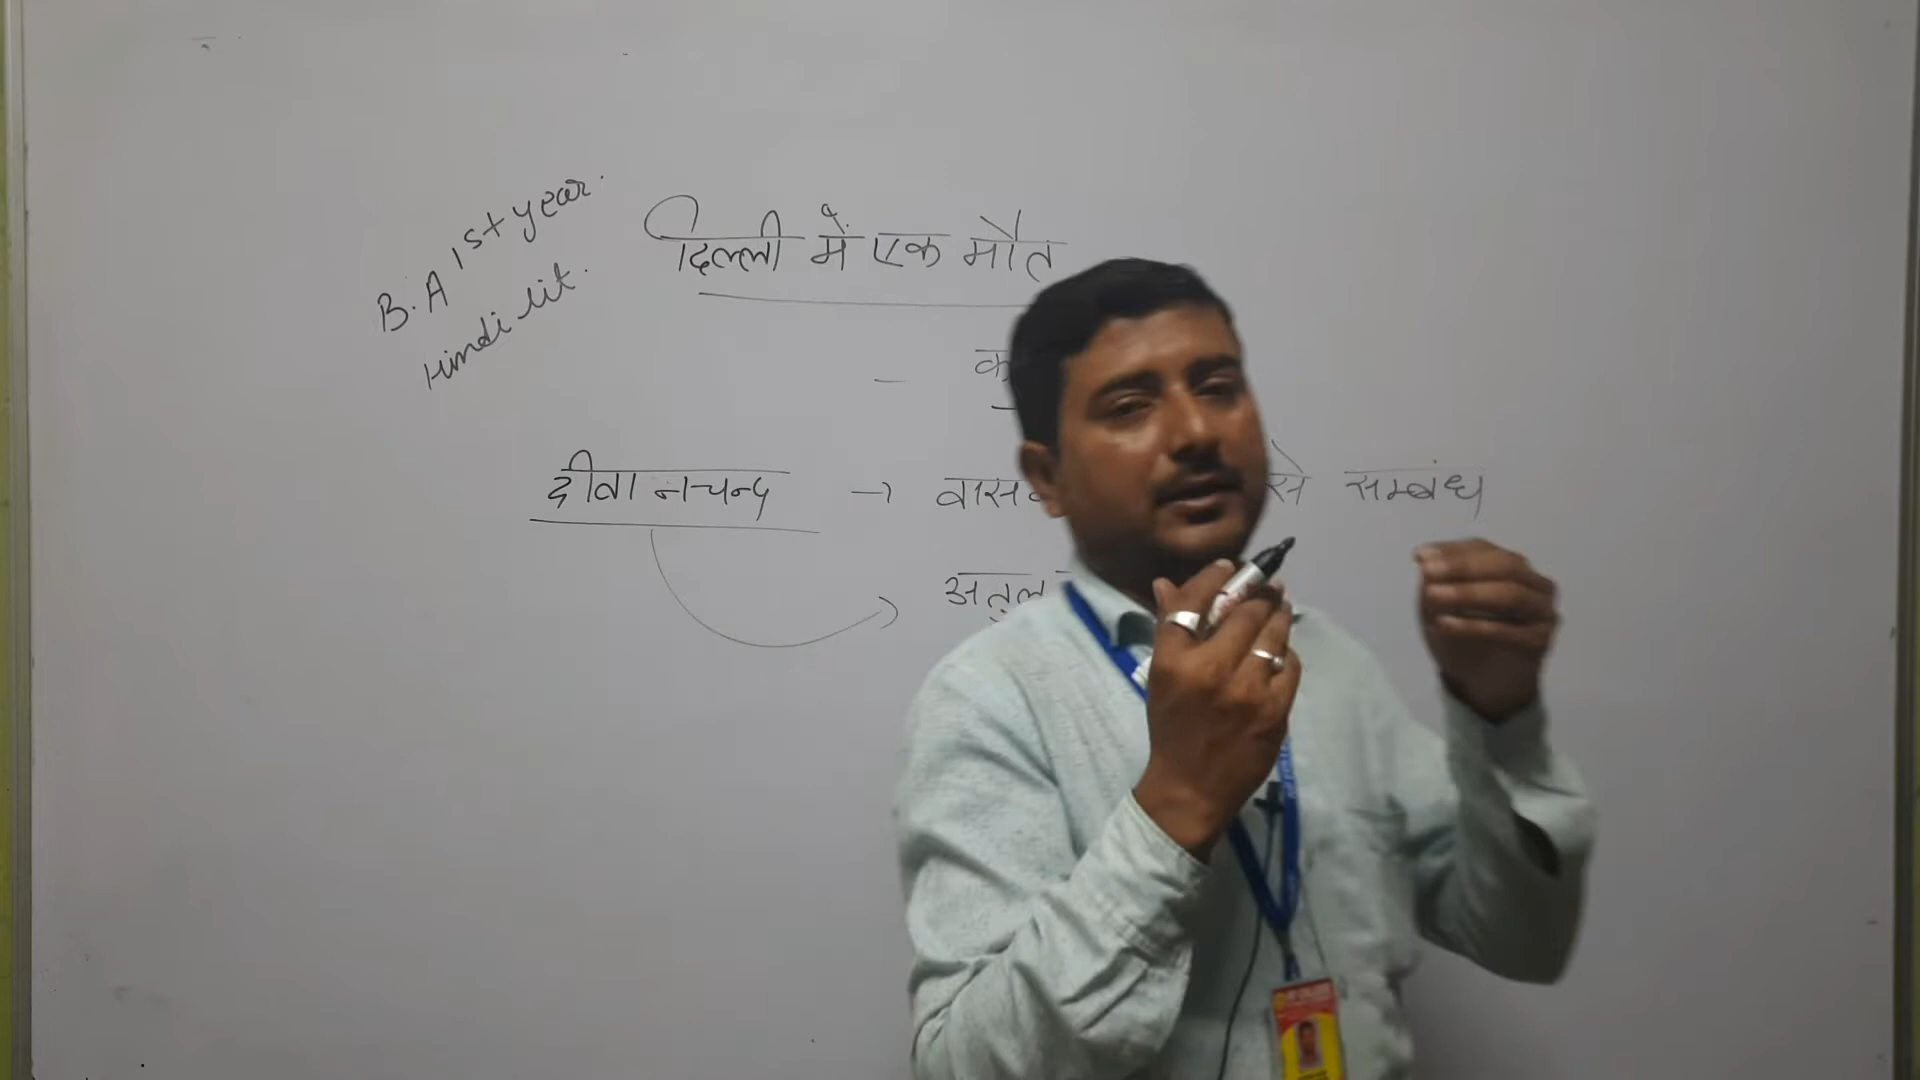 B.A 1st year.
Hindi lit.
दिल्ली में एक मौत
दीवानचन्द → से सम्बंध
अतुल